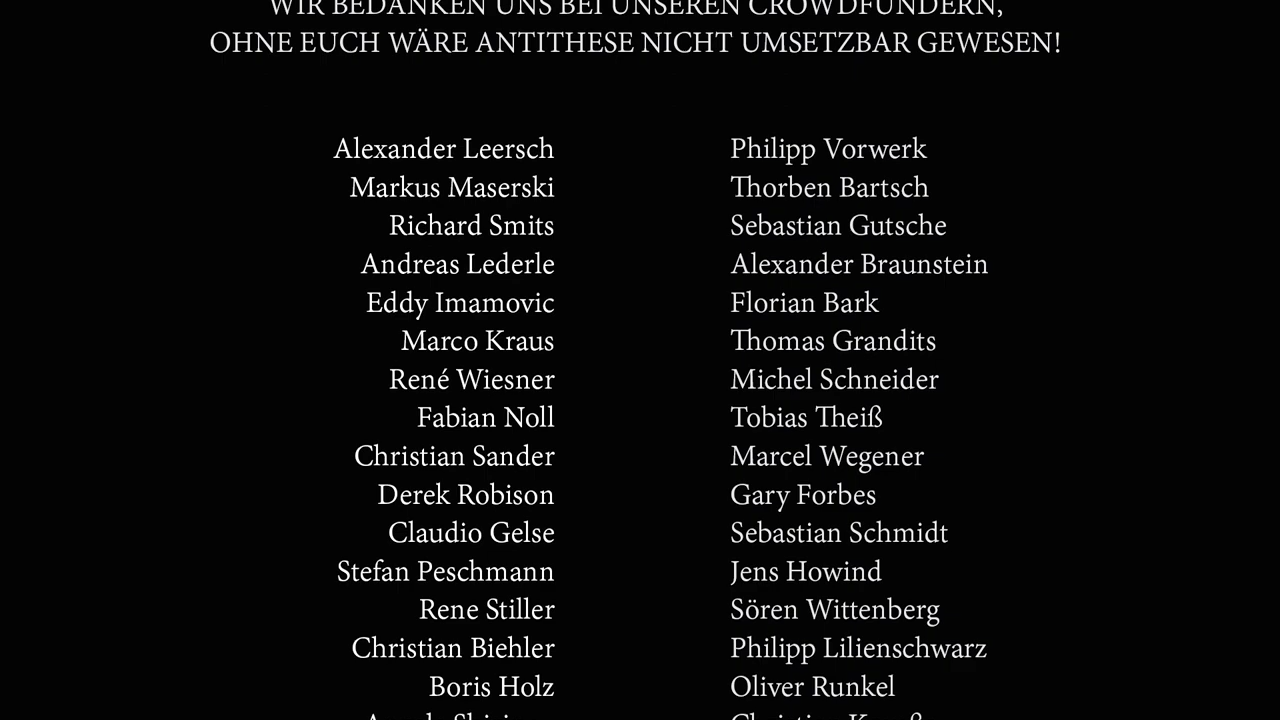 WIR BEDANKEN UNS BEI UNSEREN CROWDFUNDERN,
OHNE EUCH WÄRE ANTITHESE NICHT UMSETZBAR GEWESEN!
Alexander Leersch Philipp Vorwerk
Markus Maserski Thorben Bartsch
Richard Smits Sebastian Gutsche
Andreas Lederle Alexander Braunstein
Eddy Imamovic Florian Bark
Marco Kraus Thomas Grandits
René Wiesner Michel Schneider
Fabian Noll Tobias Theiß
Christian Sander Marcel Wegener
Derek Robison Gary Forbes
Claudio Gelse Sebastian Schmidt
Stefan Peschmann Jens Howind
Rene Stiller Sören Wittenberg
Christian Biehler Philipp Lilienschwarz
Boris Holz Oliver Runkel